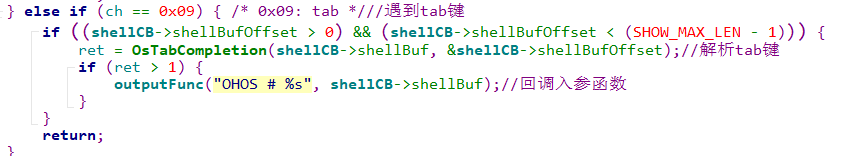 } else if (ch == 0x09) { /* 0x09: tab *///遇到tab键
if ((shellCB->shellBufOffset > 0) && (shellCB->shellBufOffset < (SHOW_MAX_LEN - 1))) {
ret = OsTabCompletion(shellCB->shellBuf, &shellCB->shellBufOffset);//解析tab键
if (ret > 1) {
outputFunc("OHOS # %s", shellCB->shellBuf);//回调入参函数
}
}
return;
}